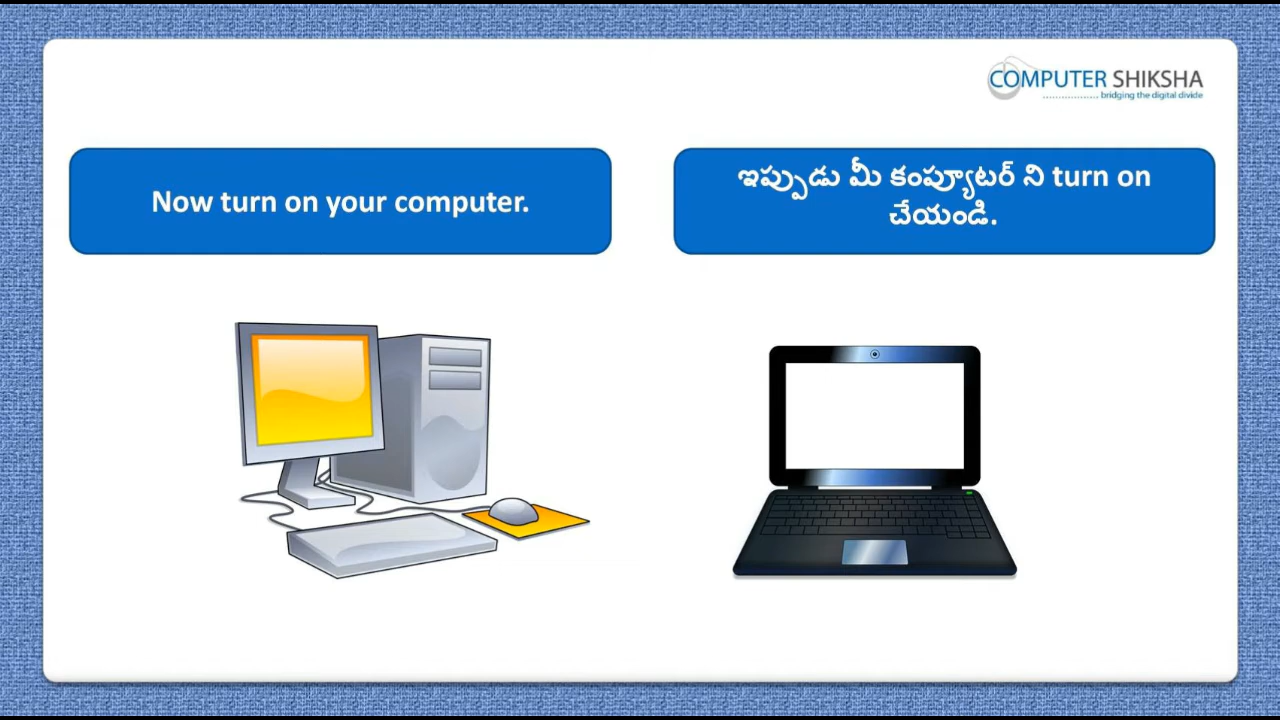 COMPUTER SHIKSHA
................. bridging the digital divide
Now turn on your computer.
ఇప్పుడు మీ కంప్యూటర్ ని turn on
చేయండి.